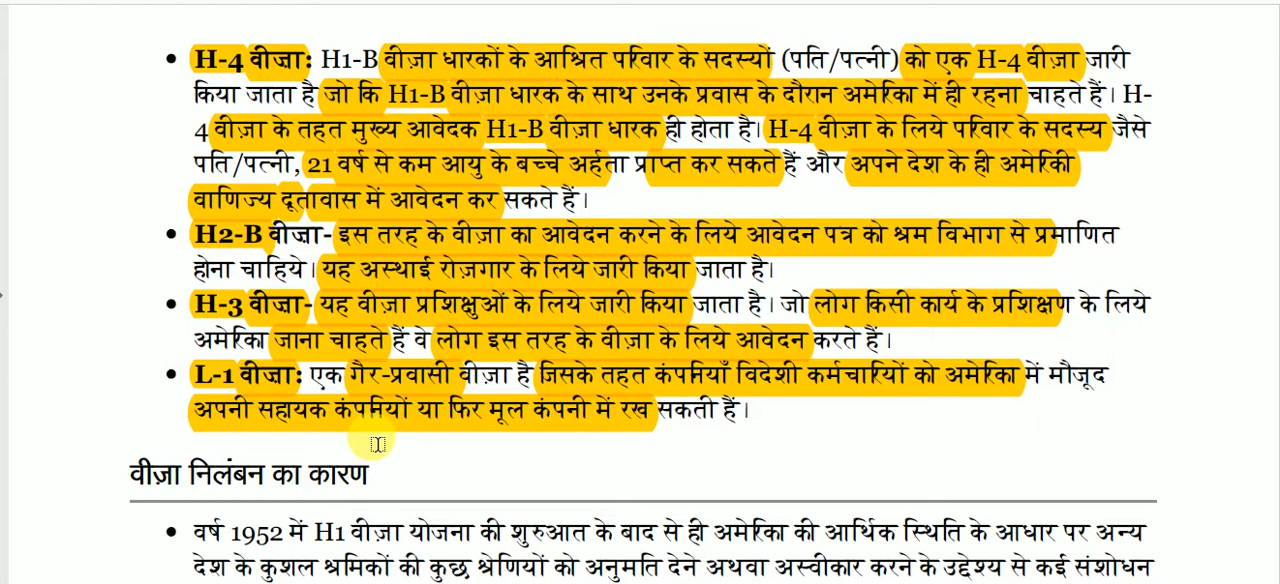 • H-4 वीज़ा: H1-B वीज़ा धारकों के आश्रित परिवार के सदस्यों (पति/पत्नी) को एक H-4 वीज़ा जारी
किया जाता है जो कि H1-B वीज़ा धारक के साथ उनके प्रवास के दौरान अमेरिका में ही रहना चाहते हैं। H-
4 वीज़ा के तहत मुख्य आवेदक H1-B वीज़ा धारक ही होता है। H-4 वीज़ा के लिये परिवार के सदस्य जैसे
पति/पत्नी, 21 वर्ष से कम आयु के बच्चे अर्हता प्राप्त कर सकते हैं और अपने देश के ही अमेरिकी
वाणिज्य दूतावास में आवेदन कर सकते हैं।
• H2-B वीज़ा- इस तरह के वीज़ा का आवेदन करने के लिये आवेदन पत्र को श्रम विभाग से प्रमाणित
होना चाहिये। यह अस्थाई रोज़गार के लिये जारी किया जाता है।
• H-3 वीज़ा- यह वीज़ा प्रशिक्षुओं के लिये जारी किया जाता है। जो लोग किसी कार्य के प्रशिक्षण के लिये
अमेरिका जाना चाहते हैं वे लोग इस तरह के वीज़ा के लिये आवेदन करते हैं।
• L-1 वीज़ा: एक गैर-प्रवासी वीज़ा है जिसके तहत कंपनियाँ विदेशी कर्मचारियों को अमेरिका में मौजूद
अपनी सहायक कंपनियों या फिर मूल कंपनी में रख सकती हैं।
वीज़ा निलंबन का कारण
• वर्ष 1952 में H1 वीज़ा योजना की शुरुआत के बाद से ही अमेरिका की आर्थिक स्थिति के आधार पर अन्य
देश के कुशल श्रमिकों की कुछ श्रेणियों को अनुमति देने अथवा अस्वीकार करने के उद्देश्य से कई संशोधन